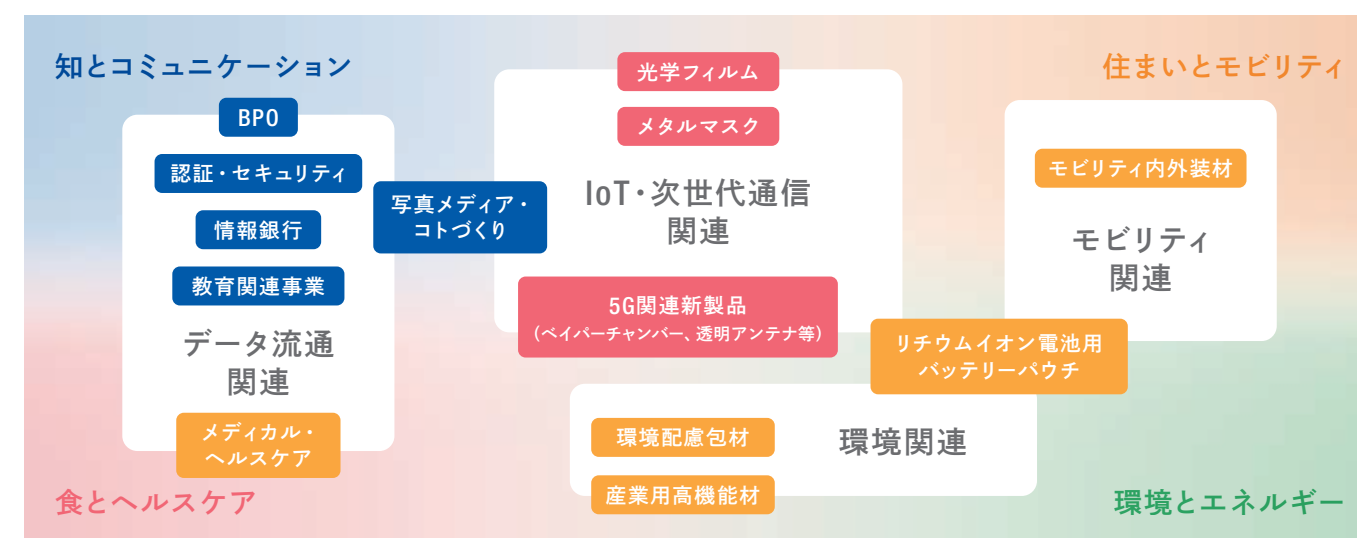 知とコミュニケーション
BPO
認証・セキュリティ
情報銀行
教育関連事業
データ流通
関連
メディカル・
ヘルスケア
食とヘルスケア
写真メディア・
コトづくり
光学フィルム
メタルマスク
IoT・次世代通信
関連
5G関連新製品
(ベイパーチャンバー、透明アンテナ等)
住まいとモビリティ
モビリティ内外装材
モビリティ
関連
リチウムイオン電池用
バッテリーパウチ
環境配慮包材
環境関連
産業用高機能材
環境とエネルギー